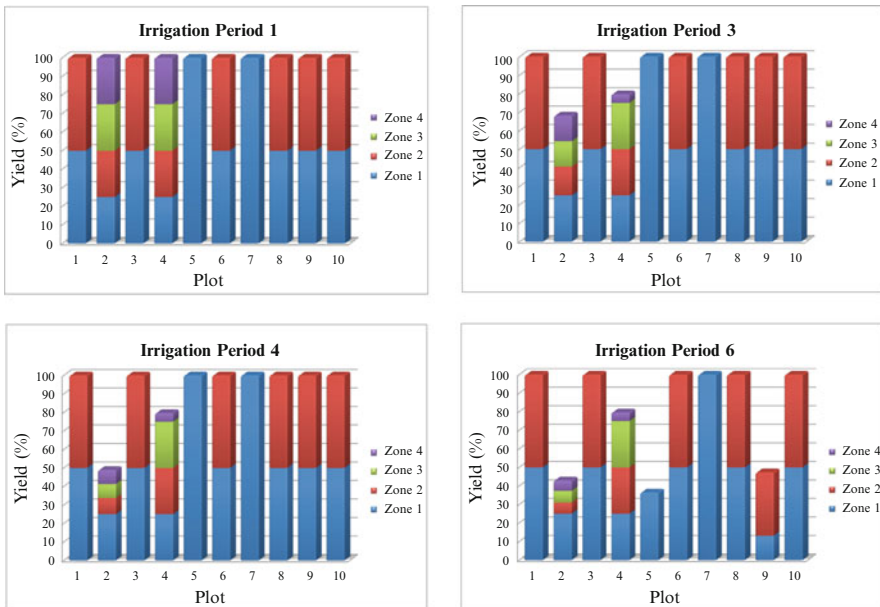 Irrigation Period 1
Yield (%)
100
90
80
70
60
50
40
30
20
10
0
1 2 3 4 5 6 7 8 9 10
Plot
Zone 4
Zone 3
Zone 2
Zone 1
Irrigation Period 3
Yield (%)
100
90
80
70
60
50
40
30
20
10
0
1 2 3 4 5 6 7 8 9 10
Plot
Zone 4
Zone 3
Zone 2
Zone 1
Irrigation Period 4
Yield (%)
100
90
80
70
60
50
40
30
20
10
0
1 2 3 4 5 6 7 8 9 10
Plot
Zone 4
Zone 3
Zone 2
Zone 1
Irrigation Period 6
Yield (%)
100
90
80
70
60
50
40
30
20
10
0
1 2 3 4 5 6 7 8 9 10
Plot
Zone 4
Zone 3
Zone 2
Zone 1